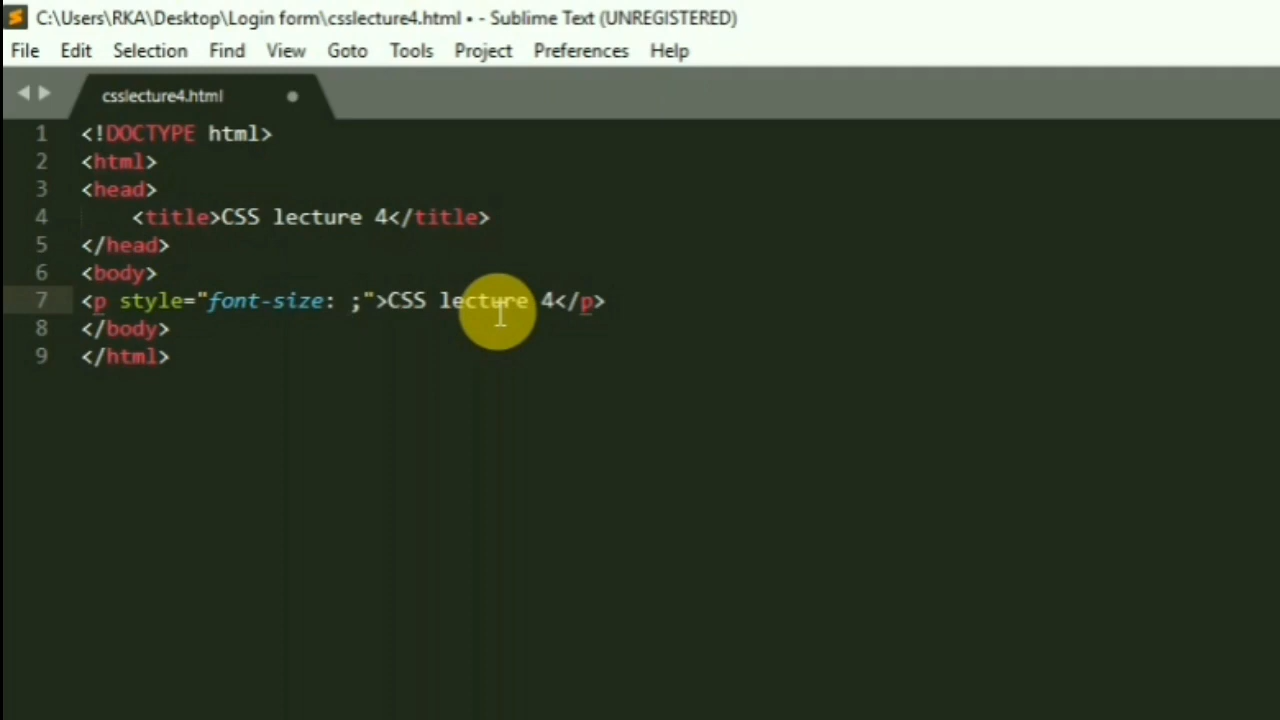 C:\Users\RKA\Desktop\Login form\csslecture4.html • - Sublime Text (UNREGISTERED)
File Edit Selection Find View Goto Tools Project Preferences Help
csslecture4.html
1 <!DOCTYPE html>
2 <html>
3 <head>
4     <title>CSS lecture 4</title>
5 </head>
6 <body>
7 <p style="font-size: ;">CSS lecture 4</p>
8 </body>
9 </html>